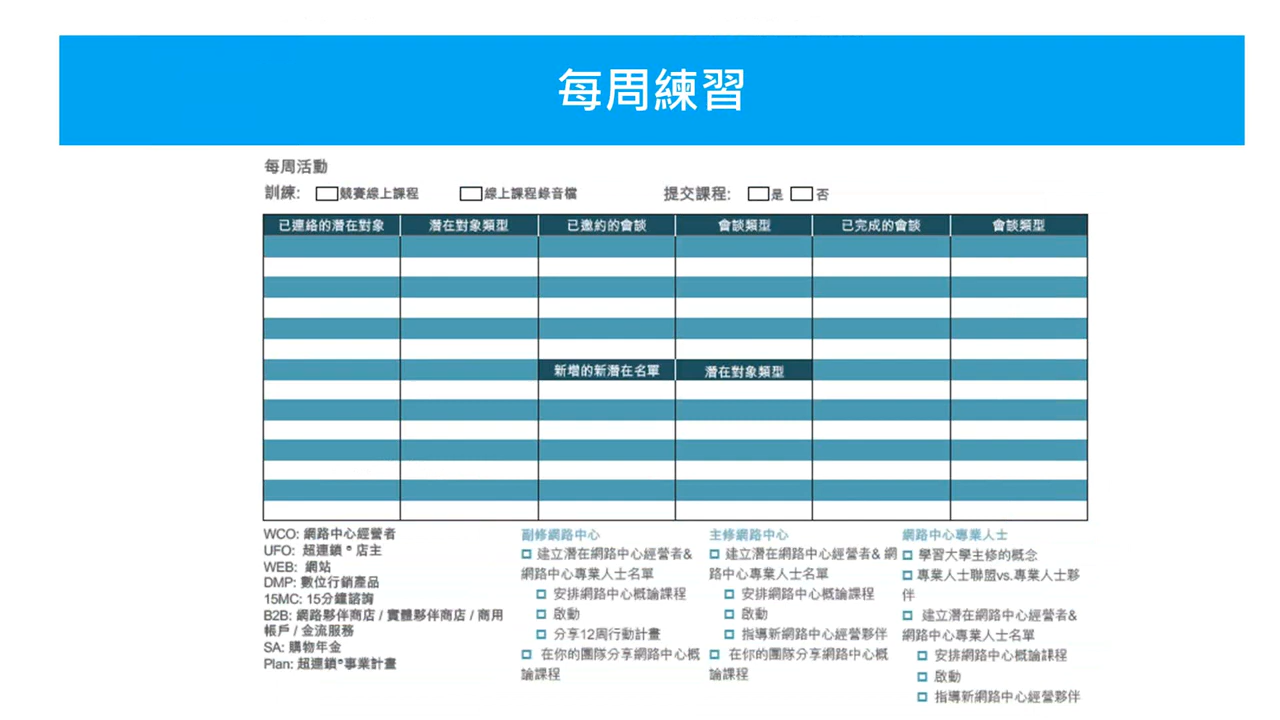 每周練習
每周活動
訓練: 競賽線上課程 線上課程錄音檔 提交課程: 是 否
已連絡的潛在對象 潛在對象類型 已邀約的會談 會談類型 已完成的會談 會談類型
新增的新潛在名單 潛在對象類型
WCO: 網路中心經營者
UFO: 超連鎖® 店主
WEB: 網站
DMP: 數位行銷產品
15MC: 15分鐘諮詢
B2B: 網路夥伴商店 / 實體夥伴商店 / 商用
帳戶 / 金流服務
SA: 購物年金
Plan: 超連鎖®事業計畫
副修網路中心
建立潛在網路中心經營者&
網路中心專業人士名單
安排網路中心概論課程
啟動
分享12周行動計畫
在你的團隊分享網路中心概
論課程
主修網路中心
建立潛在網路中心經營者& 網
路中心專業人士名單
安排網路中心概論課程
啟動
指導新網路中心經營夥伴
在你的團隊分享網路中心概
論課程
網路中心專業人士
學習大學主修的概念
專業人士聯盟vs.專業人士夥
伴
建立潛在網路中心經營者&
網路中心專業人士名單
安排網路中心概論課程
啟動
指導新網路中心經營夥伴